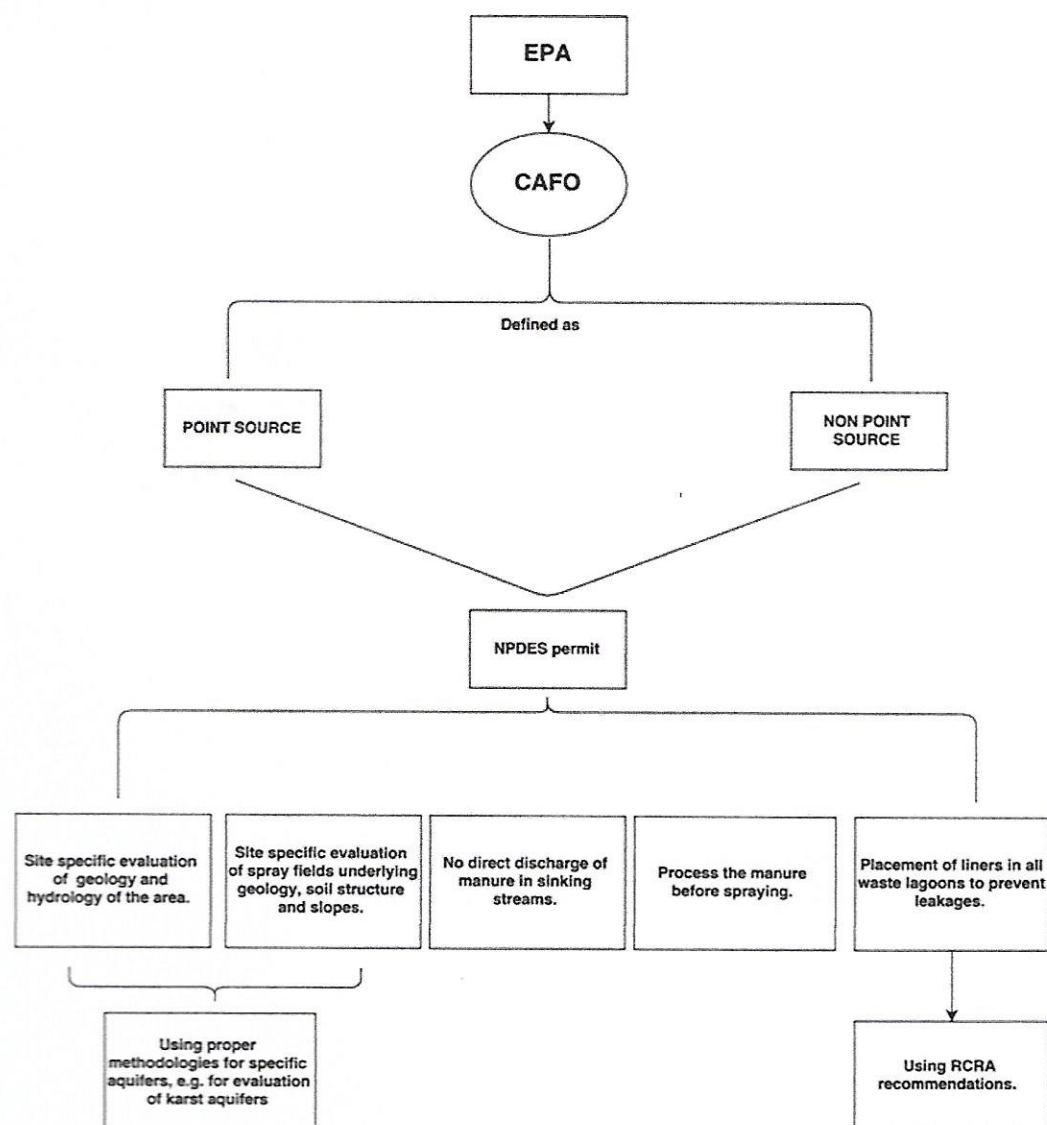 EPA
CAFO
Defined as
POINT SOURCE
NON POINT
SOURCE
NPDES permit
Site specific evaluation
of geology and
hydrology of the area.
Site specific evaluation
of spray fields underlying
geology, soil structure
and slopes.
No direct discharge of
manure in sinking
streams.
Process the manure
before spraying.
Placement of liners in all
waste lagoons to prevent
leakages.
Using proper
methodologies for specific
aquifers, e.g. for evaluation
of karst aquifers
Using RCRA
recommendations.